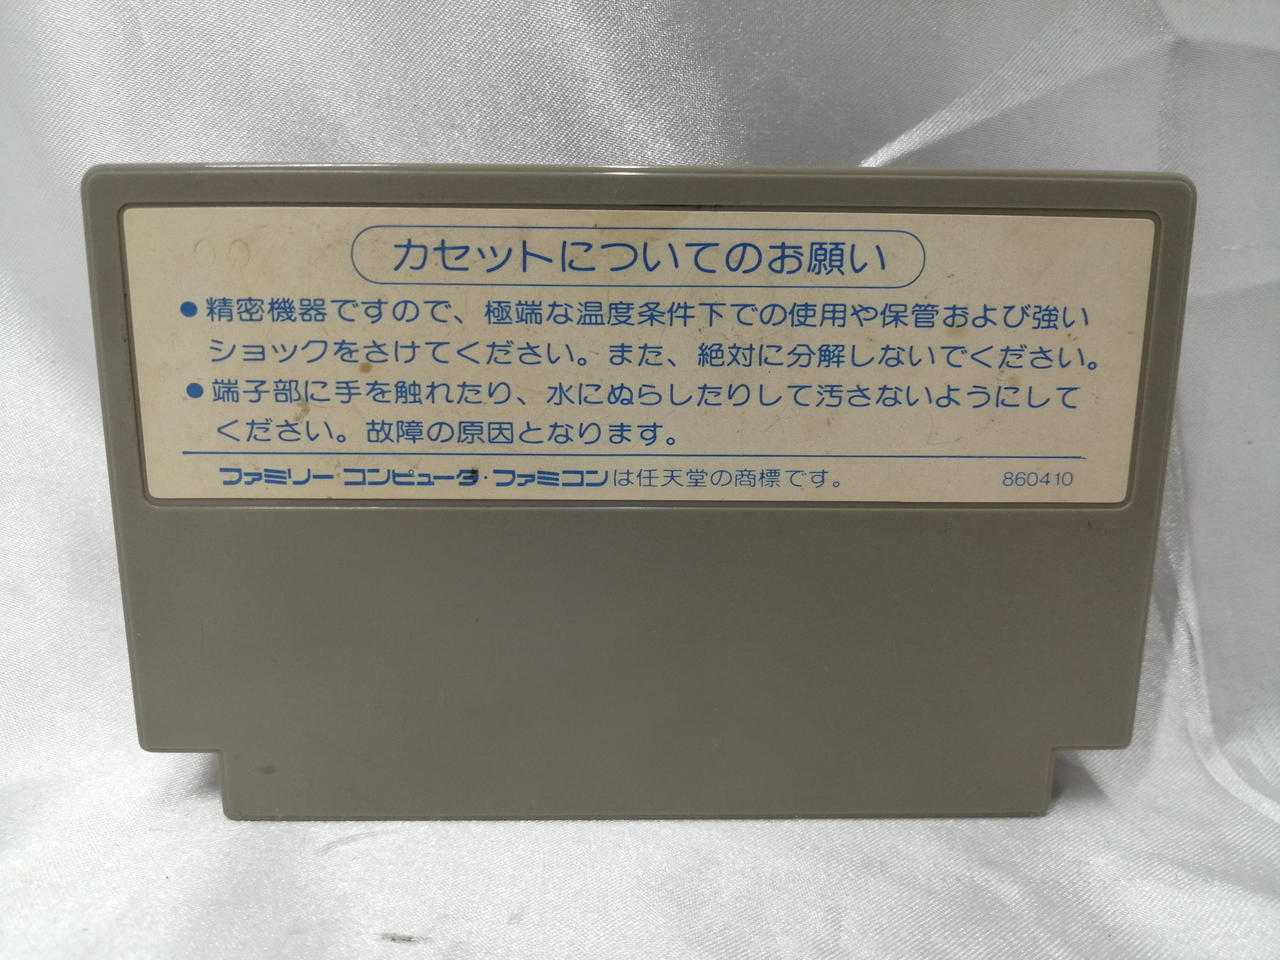 カセットについてのお願い
●精密機器ですので、極端な温度条件下での使用や保管および強い
ショックをさけてください。また、絶対に分解しないでください。
●端子部に手を触れたり、水にぬらしたりして汚さないようにして
ください。故障の原因となります。
ファミリーコンピュータ・ファミコンは任天堂の商標です。 860410